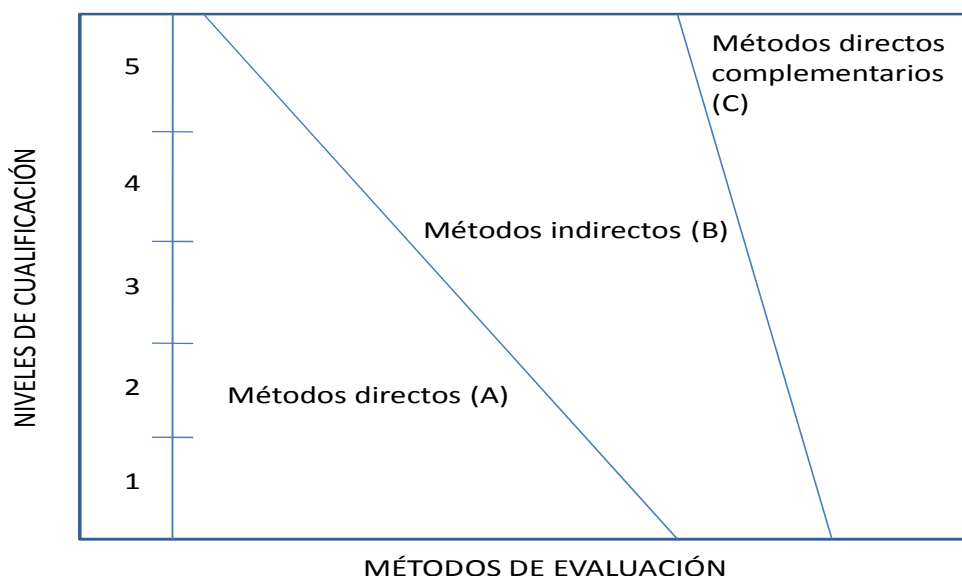 NIVELES DE CUALIFICACIÓN
5
Métodos directos
complementarios
(C)
4
Métodos indirectos (B)
3
2
Métodos directos (A)
1
MÉTODOS DE EVALUACIÓN